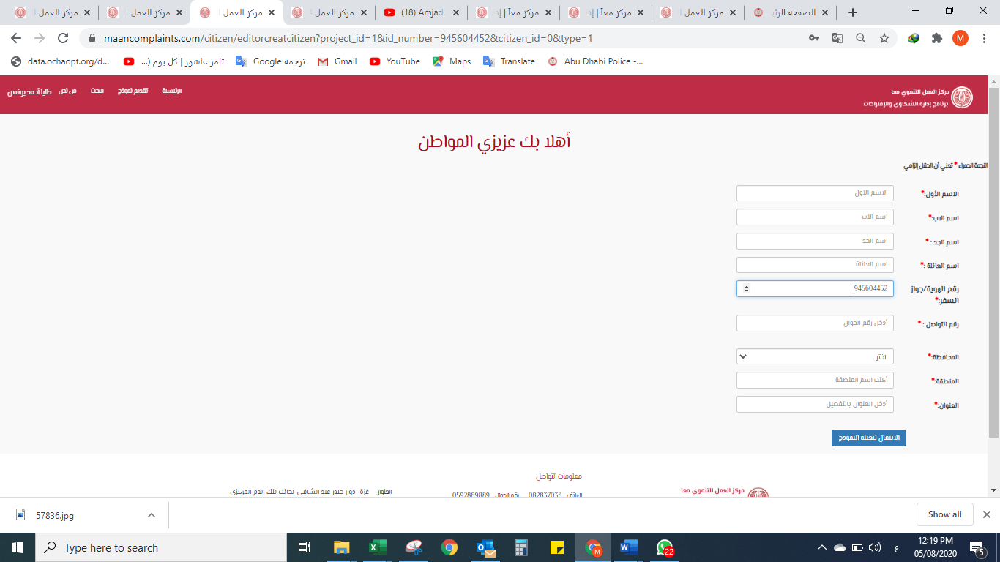 مركز العمل ا
مركز العمل ا
مركز العمل ا
مركز العمل ا
(18) Amjad
مركز معاً | إد
مركز معاً | إد
مركز العمل ا
الصفحة الرئي
maancomplaints.com/citizen/editorcreatcitizen?project_id=1&id_number=945604452&citizen_id=0&type=1
M
data.ochaopt.org/d...
تامر عاشور | كل يوم (...
ترجمة Google
Gmail
YouTube
Maps
Translate
Abu Dhabi Police -...
مركز العمل التنموي معا
برنامج إدارة الشكاوي والإقتراحات
الرئيسية
تقديم نموذج
البحث
من نحن
داليا أحمد يونس
أهلا بك عزيزي المواطن
النجمة الحمراء * تعني أن الحقل إلزامي
الاسم الأول:* الاسم الأول
اسم الاب:* اسم الأب
اسم الجد : * اسم الجد
اسم العائلة :* اسم العائلة
رقم الهوية/جواز 945604452
السفر:*
رقم التواصل : * أدخل رقم الجوال
المحافظة:* اختر
المنطقة:* أكتب اسم المنطقة
العنوان:* أدخل العنوان بالتفصيل
الانتقال لتعبئة النموذج
معلومات التواصل
مركز العمل التنموي معا
الهاتف 082837033 رقم الجوال 0592889889
العنوان غزة -دوار حيدر عبد الشافي-بجانب بنك الدم المركزي
57836.jpg
Show all
Type here to search
M
22
ع
12:19 PM
05/08/2020
5